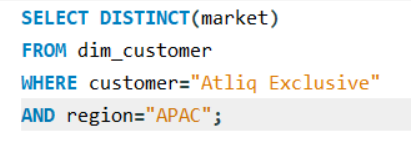 SELECT DISTINCT(market)
FROM dim_customer
WHERE customer="Atliq Exclusive"
AND region="APAC";